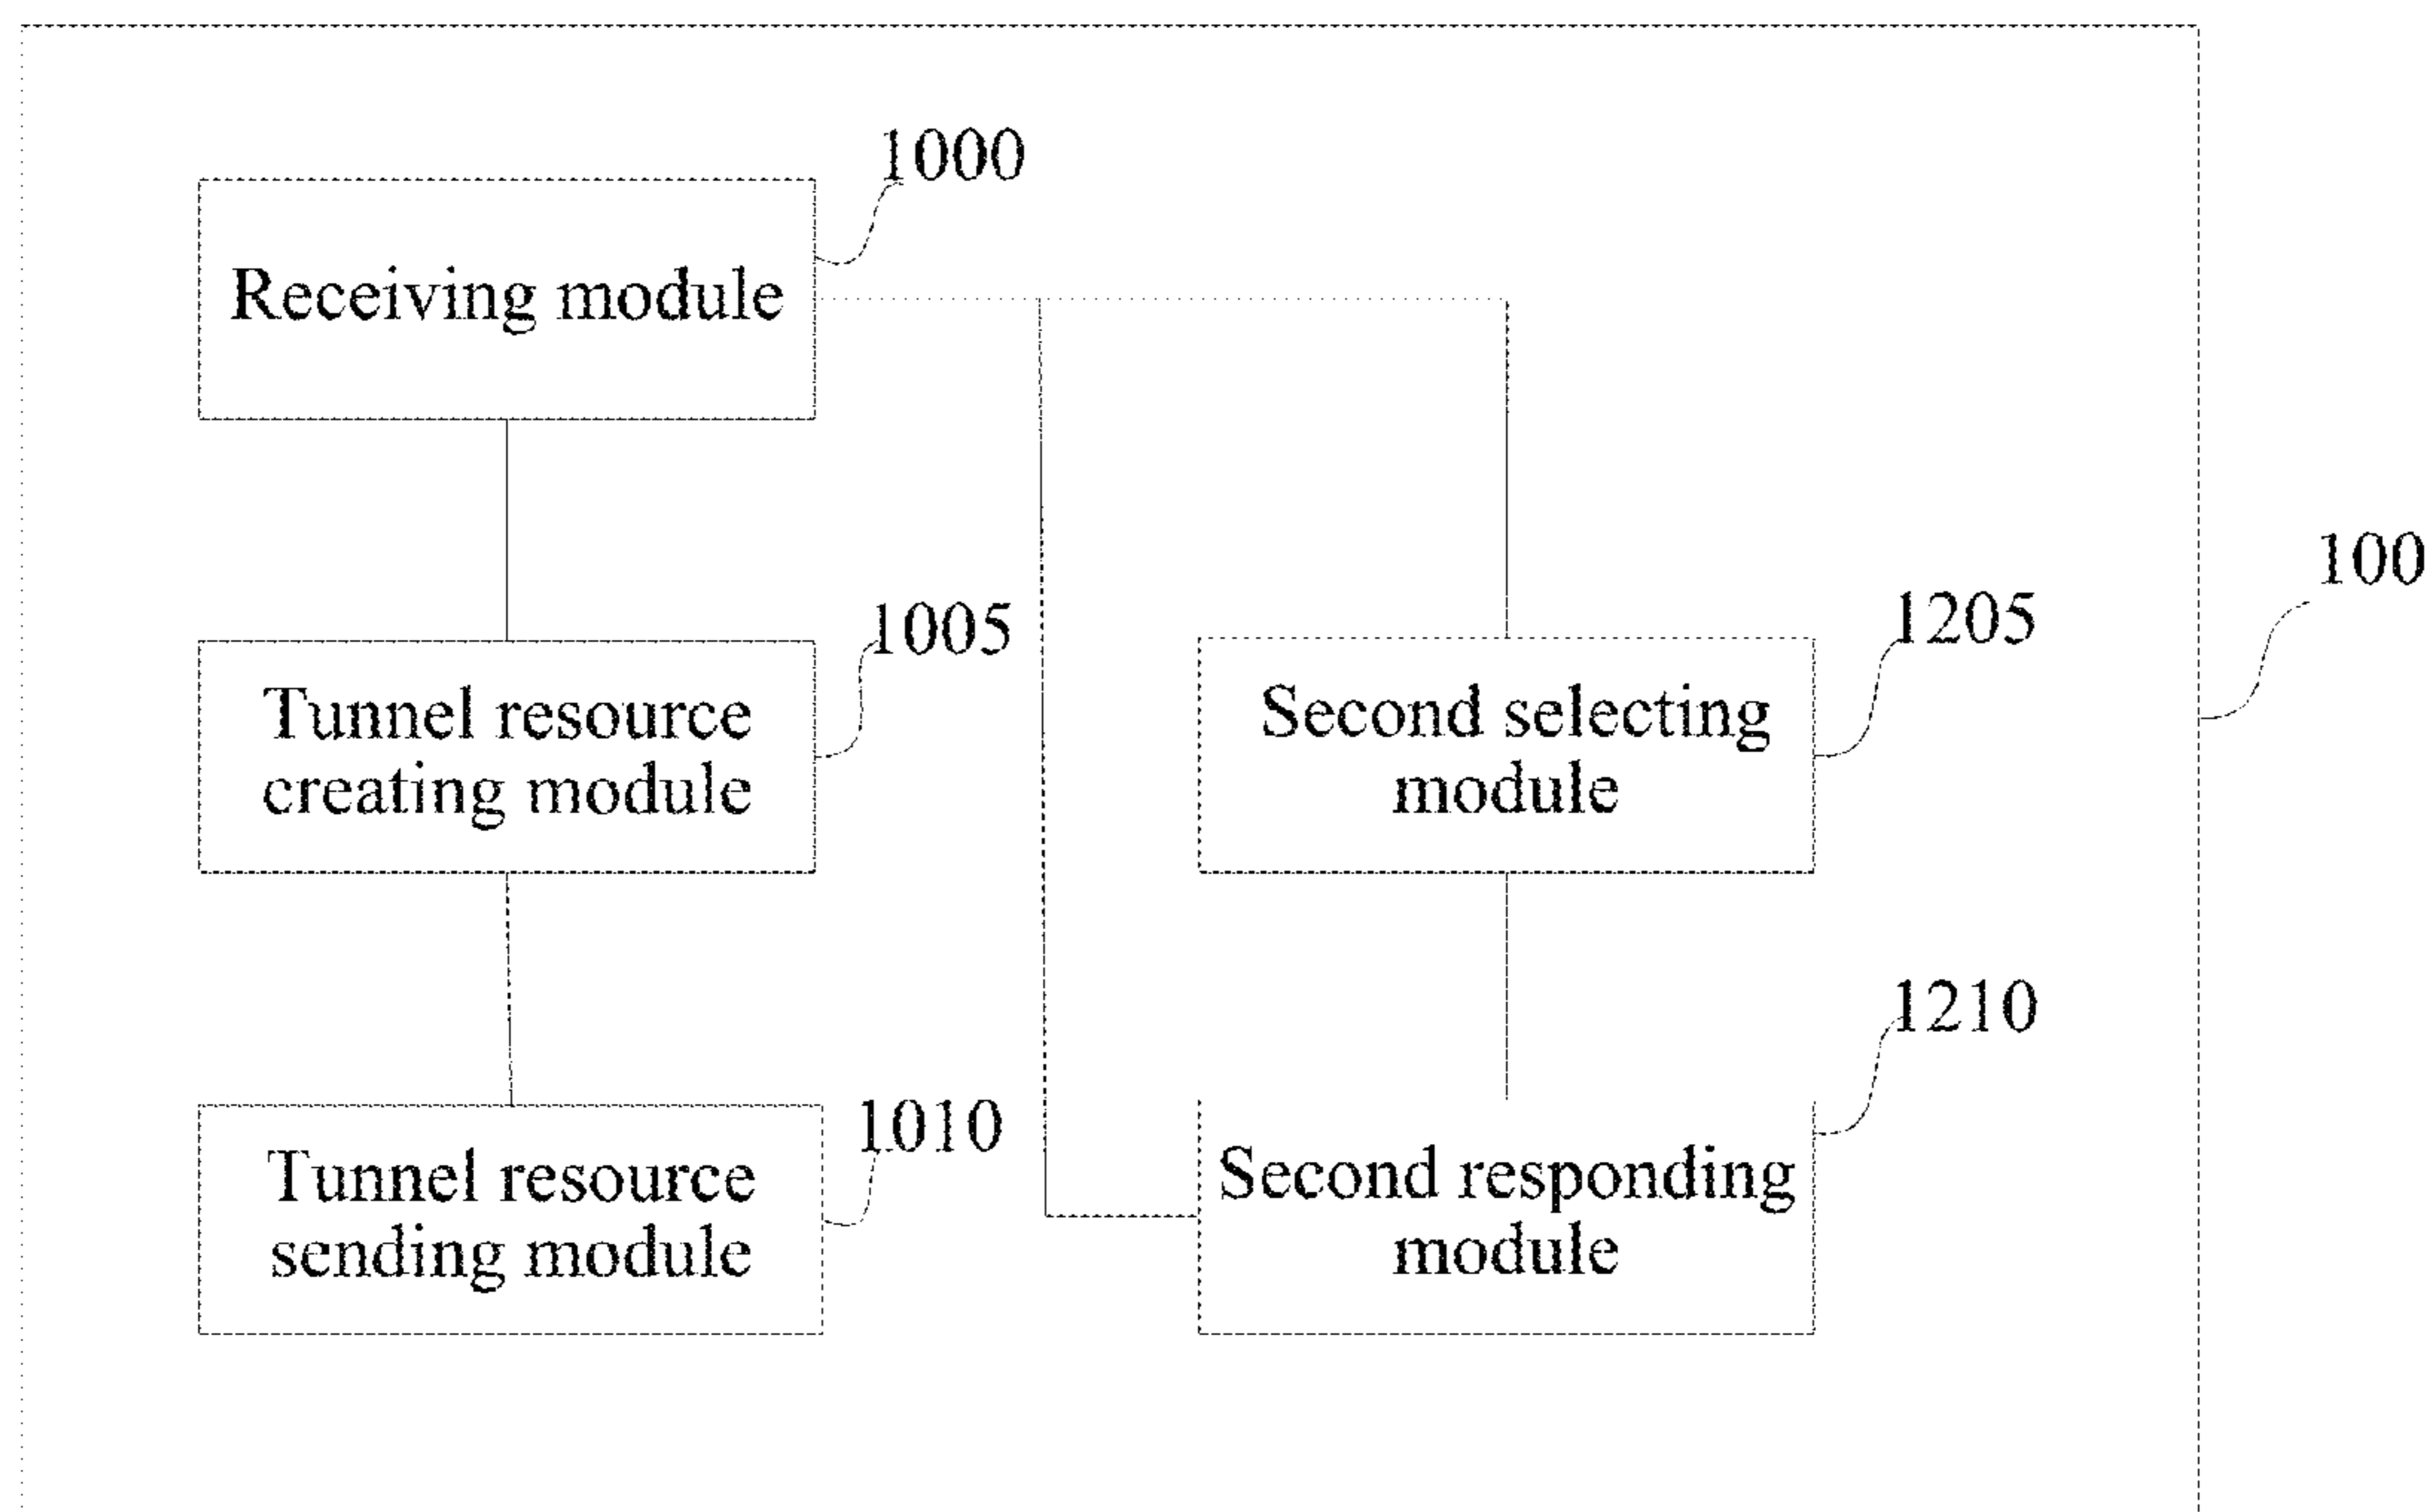 1000
Receiving module
100
1005
1205
Tunnel resource
creating module
Second selecting
module
1210
1010
Tunnel resource
sending module
Second responding
module